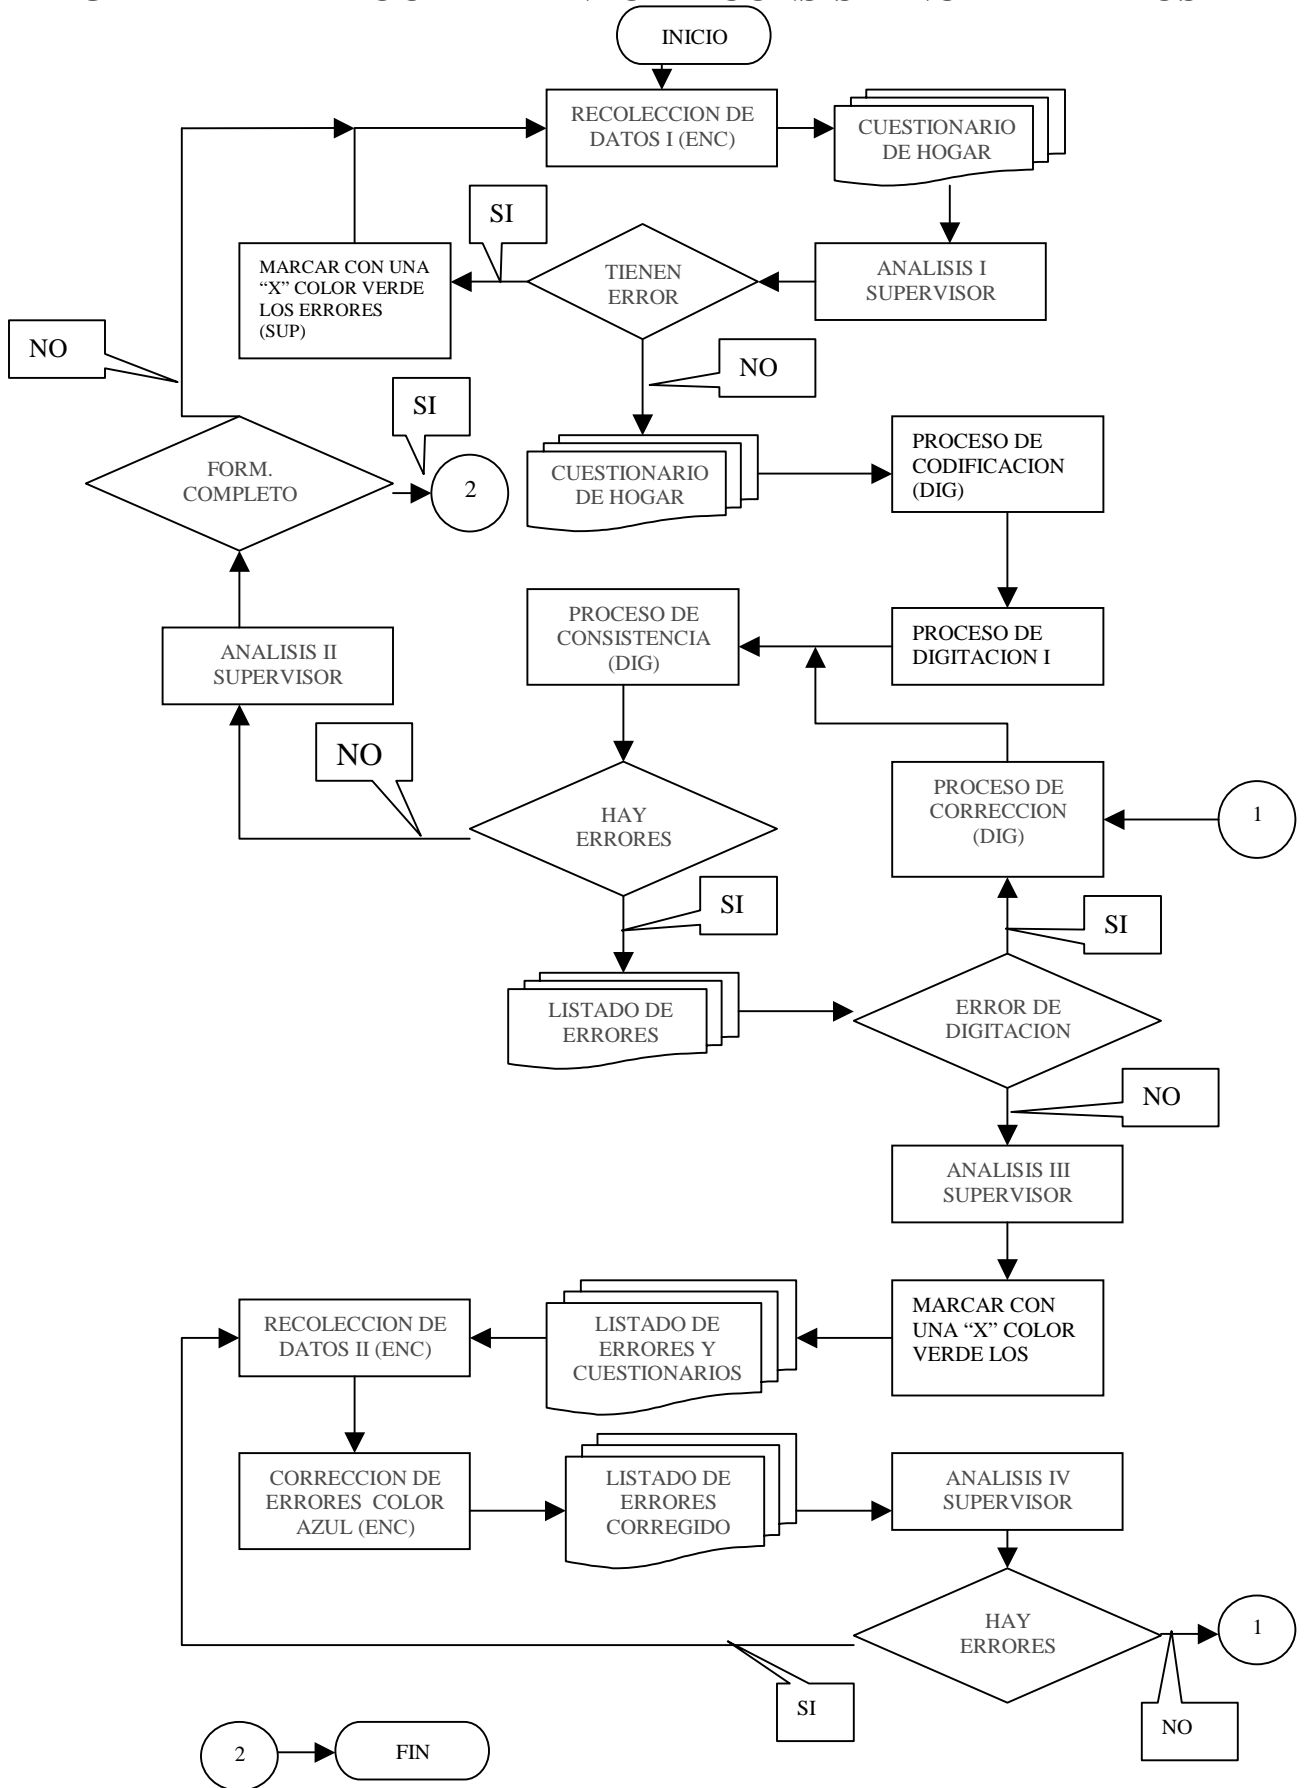 INICIO
RECOLECCION DE
DATOS I (ENC)
CUESTIONARIO
DE HOGAR
SI
MARCAR CON UNA
“X” COLOR VERDE
LOS ERRORES
(SUP)
TIENEN
ERROR
ANALISIS I
SUPERVISOR
NO
NO
SI
FORM.
COMPLETO
2
CUESTIONARIO
DE HOGAR
PROCESO DE
CODIFICACION
(DIG)
PROCESO DE
CONSISTENCIA
(DIG)
PROCESO DE
DIGITACION I
ANALISIS II
SUPERVISOR
NO
HAY
ERRORES
PROCESO DE
CORRECCION
(DIG)
1
SI
SI
LISTADO DE
ERRORES
ERROR DE
DIGITACION
NO
ANALISIS III
SUPERVISOR
MARCAR CON
UNA “X” COLOR
VERDE LOS
LISTADO DE
ERRORES Y
CUESTIONARIOS
RECOLECCION DE
DATOS II (ENC)
CORRECCION DE
ERRORES COLOR
AZUL (ENC)
LISTADO DE
ERRORES
CORREGIDO
ANALISIS IV
SUPERVISOR
HAY
ERRORES
1
SI
NO
2
FIN